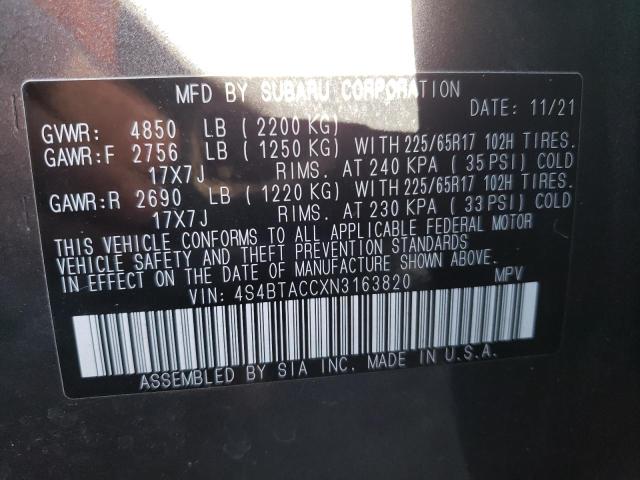 MFD BY SUBARU CORPORATION
DATE: 11/21
GVWR: 4850 LB ( 2200 KG)
GAWR:F 2756 LB ( 1250 KG) WITH 225/65R17 102H TIRES.
17X7J RIMS. AT 240 KPA ( 35 PSI) COLD
GAWR:R 2690 LB ( 1220 KG) WITH 225/65R17 102H TIRES.
17X7J RIMS. AT 230 KPA ( 33 PSI) COLD
THIS VEHICLE CONFORMS TO ALL APPLICABLE FEDERAL MOTOR
VEHICLE SAFETY AND THEFT PREVENTION STANDARDS
IN EFFECT ON THE DATE OF MANUFACTURE SHOWN ABOVE.
VIN: 4S4BTACCXN3163820 MPV
ASSEMBLED BY SIA INC. MADE IN U.S.A.